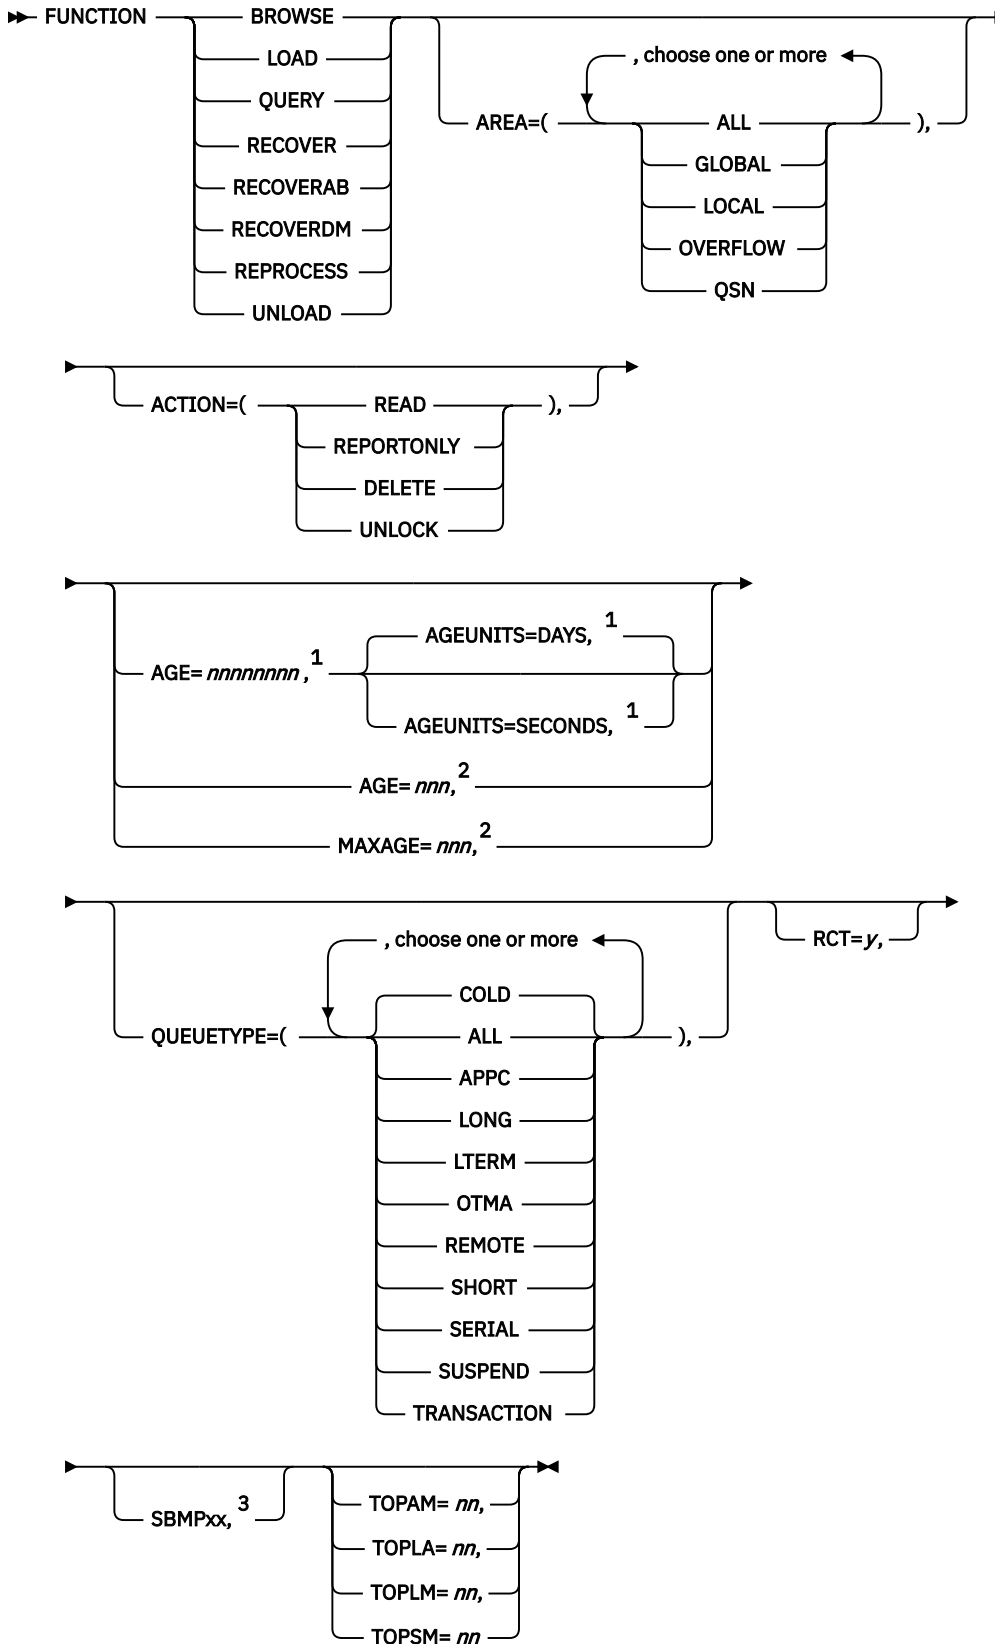 FUNCTION BROWSE
LOAD
QUERY
RECOVER
RECOVERAB
RECOVERDM
REPROCESS
UNLOAD
, choose one or more
AREA=( ALL ),
GLOBAL
LOCAL
OVERFLOW
QSN
ACTION=( READ ),
REPORTONLY
DELETE
UNLOCK
AGEUNITS=DAYS, 1
AGE= nnnnnnnn , 1
AGEUNITS=SECONDS, 1
AGE= nnn, 2
MAXAGE= nnn, 2
RCT= y,
, choose one or more
COLD
QUEUETYPE=( ALL ),
APPC
LONG
LTERM
OTMA
REMOTE
SHORT
SERIAL
SUSPEND
TRANSACTION
SBMPxx, 3
TOPAM= nn,
TOPLA= nn,
TOPLM= nn,
TOPSM= nn